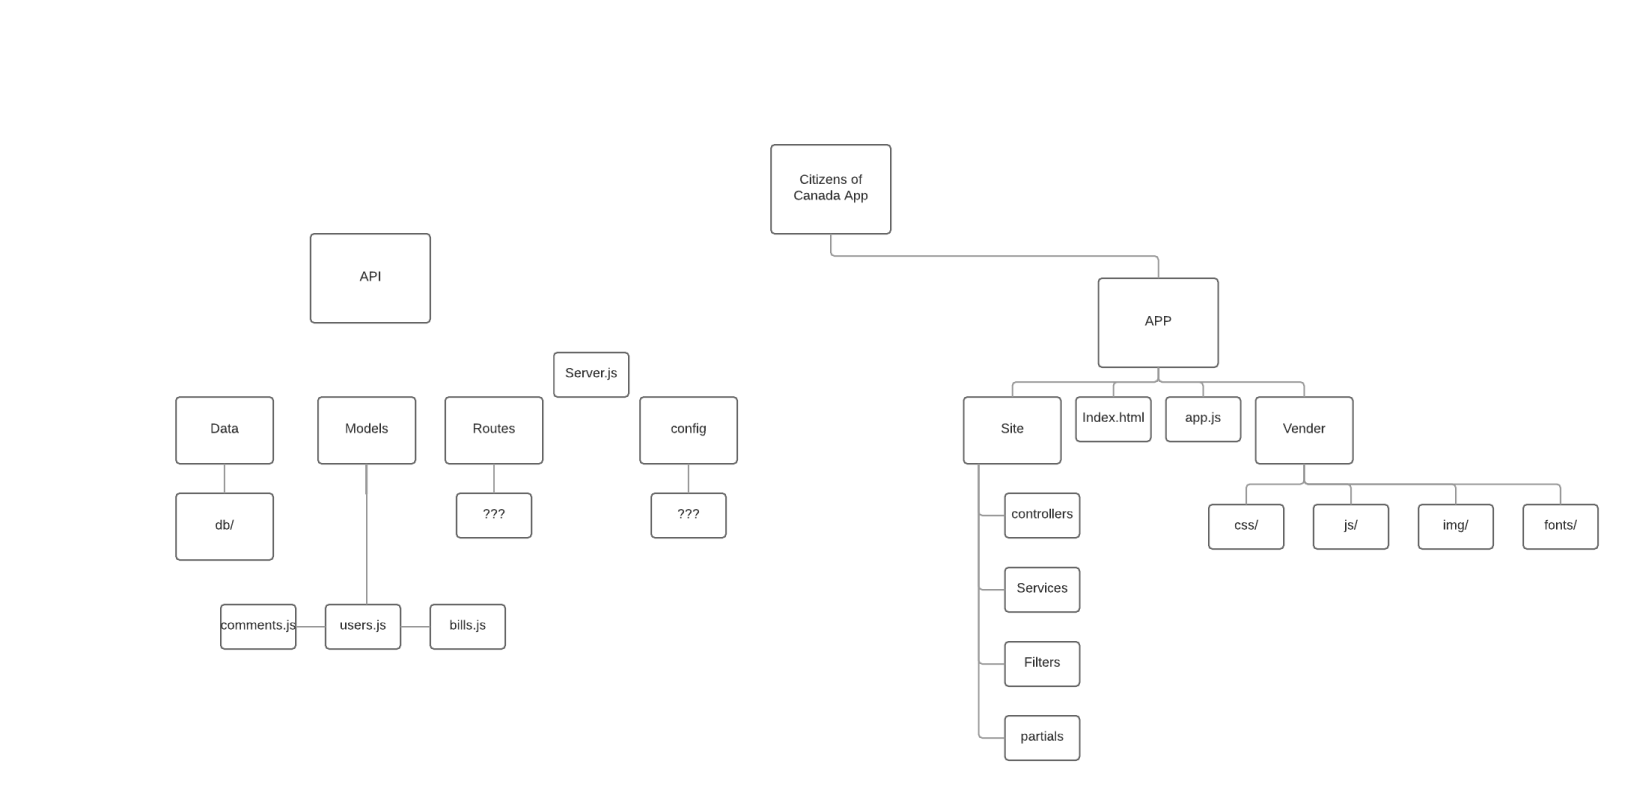 Citizens of
Canada App
API
APP
Server.js
Data
Models
Routes
config
Site
Index.html
app.js
Vender
db/
???
???
controllers
css/
js/
img/
fonts/
Services
comments.js
users.js
bills.js
Filters
partials